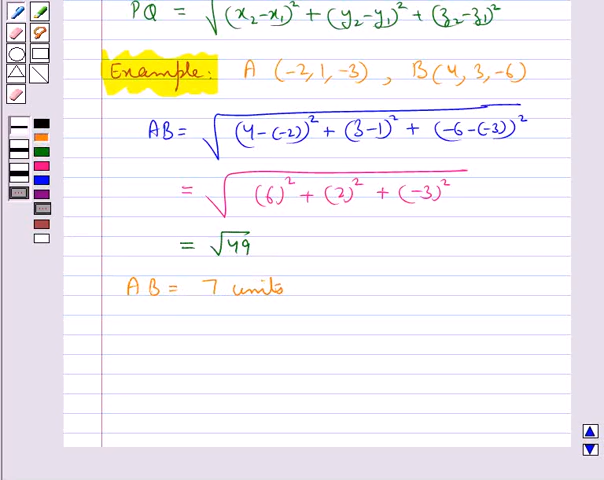 PQ = √(x₂-x₁)² + (y₂-y₁)² + (z₂-z₁)²
Example: A (-2, 1, -3) , B(4, 3, -6)
AB = √(4-(-2))² + (3-1)² + (-6-(-3))²
= √(6)² + (2)² + (-3)²
= √49
AB = 7 units